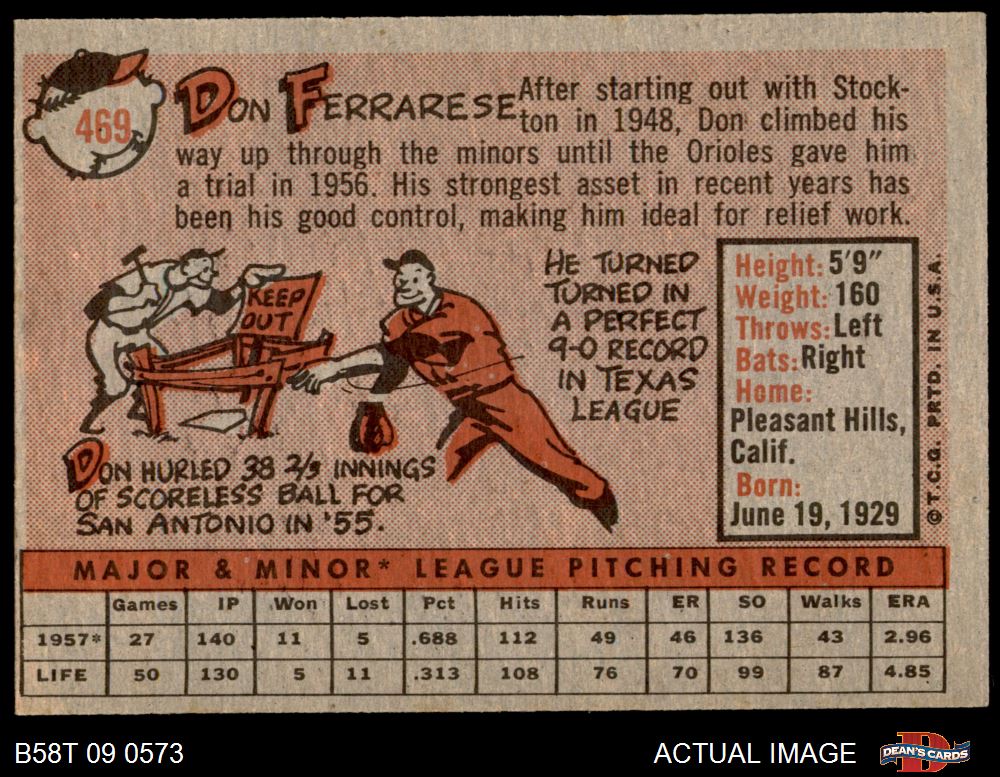 469
DON FERRARESE
After starting out with Stock-
ton in 1948, Don climbed his
way up through the minors until the Orioles gave him
a trial in 1956. His strongest asset in recent years has
been his good control, making him ideal for relief work.
KEEP
OUT
DON HURLED 38 2/3 INNINGS
OF SCORELESS BALL FOR
SAN ANTONIO IN '55.
HE TURNED
TURNED IN
A PERFECT
9-0 RECORD
IN TEXAS
LEAGUE
Height: 5'9"
Weight: 160
Throws: Left
Bats: Right
Home:
Pleasant Hills,
Calif.
Born:
June 19, 1929
© T.C.G. PRTD. IN U.S.A.
MAJOR & MINOR* LEAGUE PITCHING RECORD
Games IP Won Lost Pct Hits Runs ER SO Walks ERA
1957* 27 140 11 5 .688 112 49 46 136 43 2.96
LIFE 50 130 5 11 .313 108 76 70 99 87 4.85
B58T 09 0573
ACTUAL IMAGE
DEAN'S CARDS